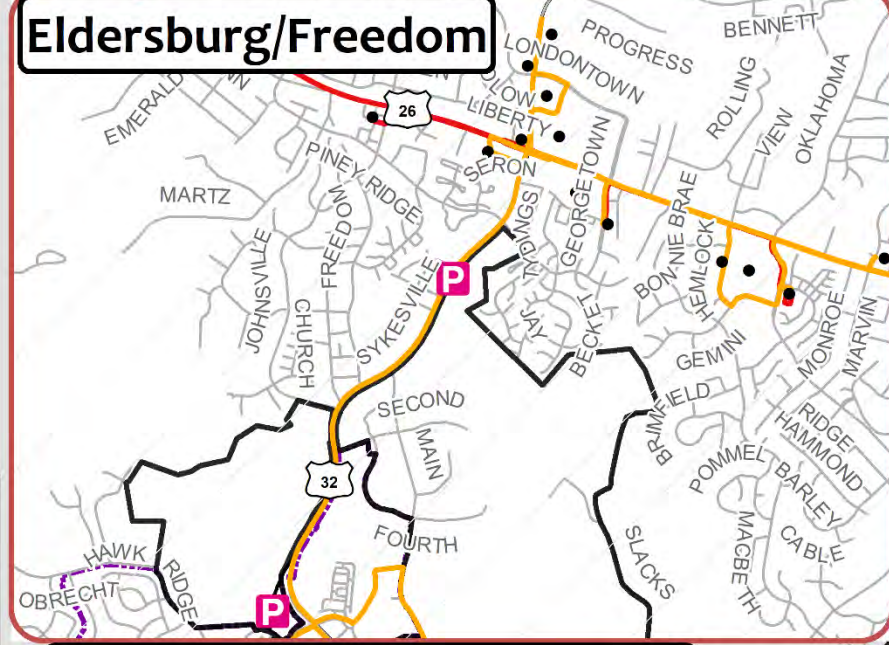 Eldersburg/Freedom
PROGRESS
BENNETT
LONDONTOWN
EMERALD
LOW
LIBERTY
26
ROLLING
VIEW
OKLAHOMA
PINEY RIDGE
SERON
GEORGETOWN
MARTZ
FREEDOM
BONNIE BRAE
HEMLOCK
JOHNSVILLE
SYKESVILLE
P
CHURCH
JAY
BECKET
GEMINI
MONROE
MARVIN
SECOND
MAIN
BRIMFIELD
RIDGE
HAMMOND
POMMEL
BARLEY
32
FOURTH
CABLE
MACBETH
SLACKS
HAWK
RIDGE
OBRECHT
P